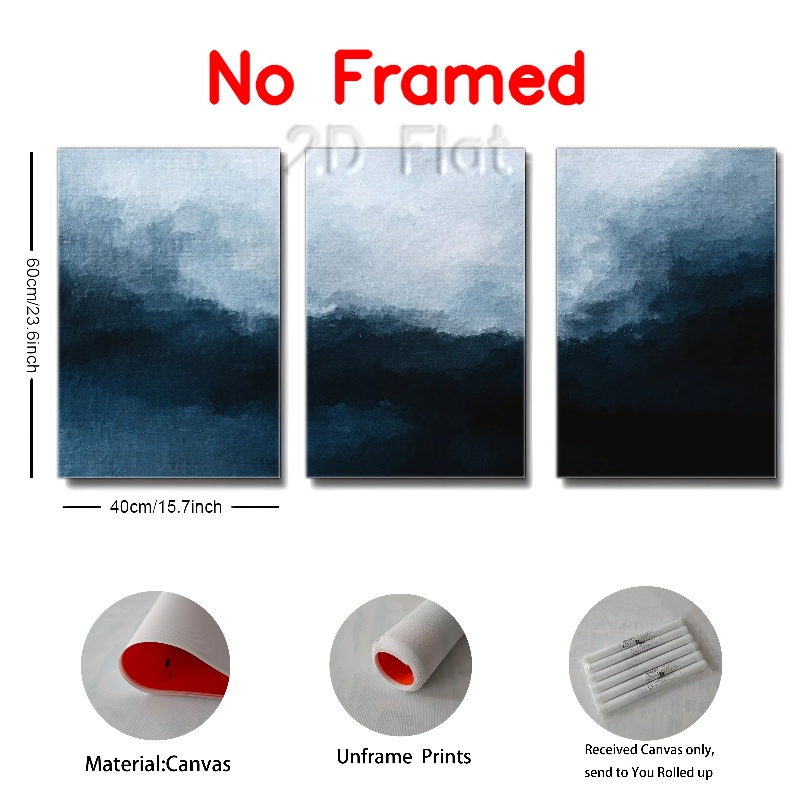 No Framed
2D Flat
60cm/23.6inch
40cm/15.7inch
Material:Canvas
Unframe Prints
Received Canvas only,
send to You Rolled up